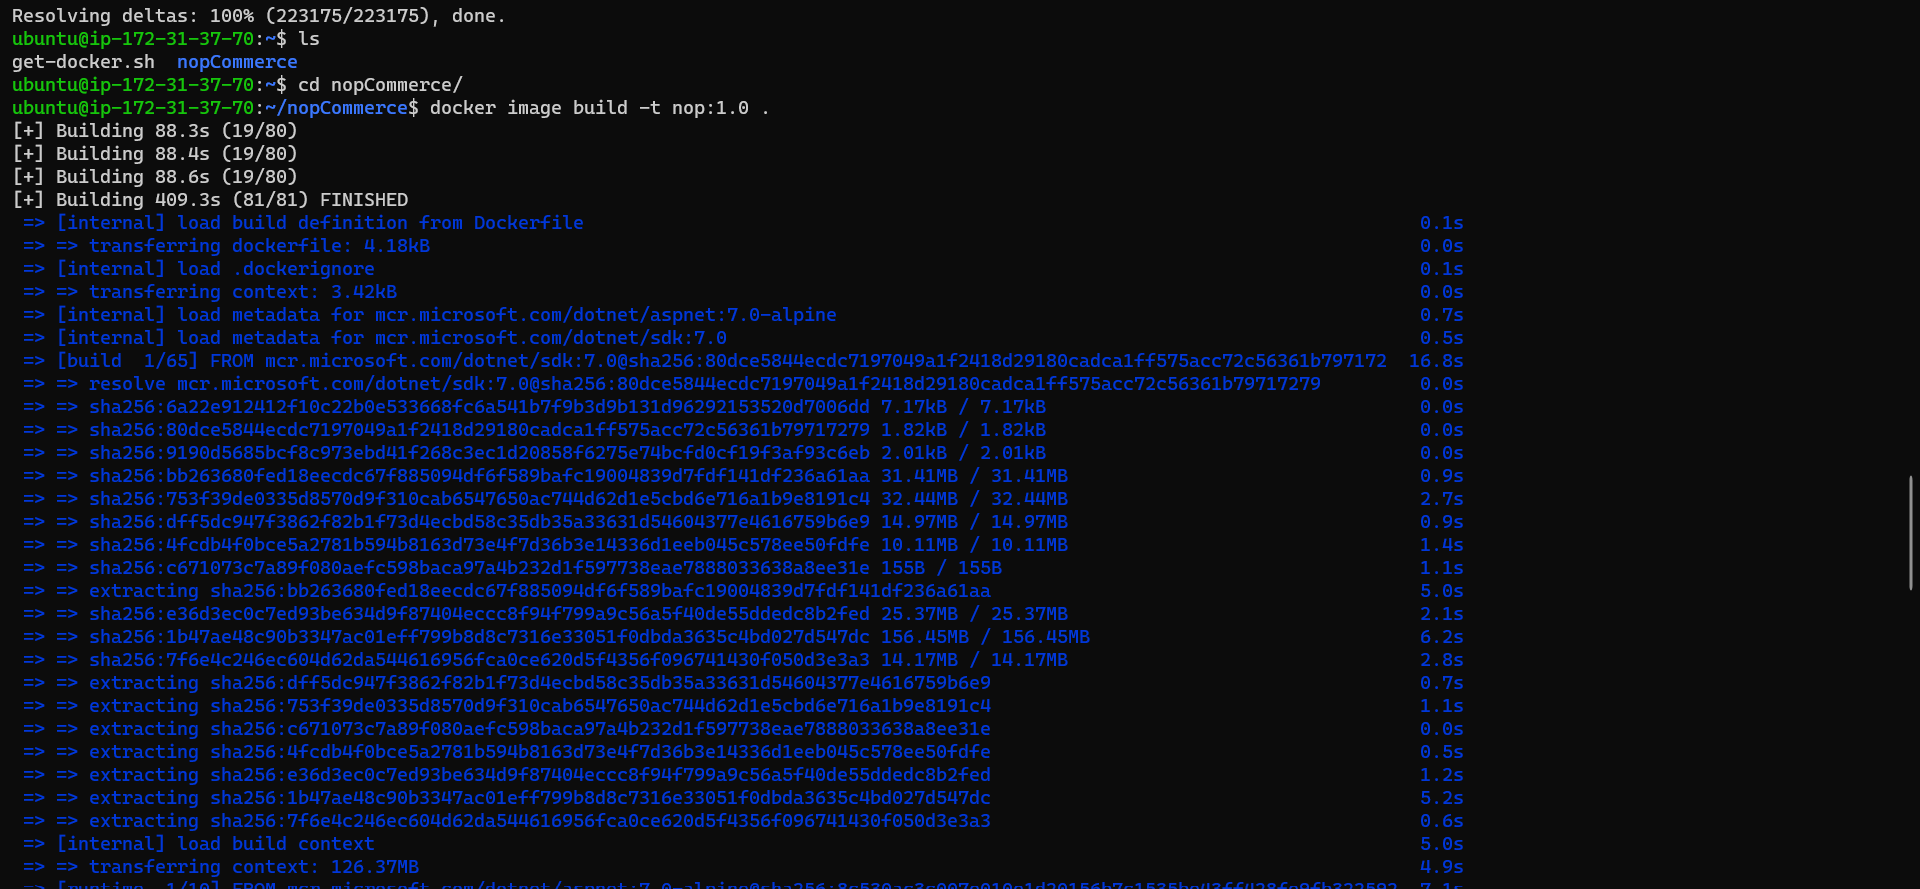 Resolving deltas: 100% (223175/223175), done.
ubuntu@ip-172-31-37-70:~$ ls
get-docker.sh  nopCommerce
ubuntu@ip-172-31-37-70:~$ cd nopCommerce/
ubuntu@ip-172-31-37-70:~/nopCommerce$ docker image build -t nop:1.0 .
[+] Building 88.3s (19/80)
[+] Building 88.4s (19/80)
[+] Building 88.6s (19/80)
[+] Building 409.3s (81/81) FINISHED
=> [internal] load build definition from Dockerfile 0.1s
=> => transferring dockerfile: 4.18kB 0.0s
=> [internal] load .dockerignore 0.1s
=> => transferring context: 3.42kB 0.0s
=> [internal] load metadata for mcr.microsoft.com/dotnet/aspnet:7.0-alpine 0.7s
=> [internal] load metadata for mcr.microsoft.com/dotnet/sdk:7.0 0.5s
=> [build  1/65] FROM mcr.microsoft.com/dotnet/sdk:7.0@sha256:80dce5844ecdc7197049a1f2418d29180cadca1ff575acc72c56361b797172 16.8s
=> => resolve mcr.microsoft.com/dotnet/sdk:7.0@sha256:80dce5844ecdc7197049a1f2418d29180cadca1ff575acc72c56361b79717279 0.0s
=> => sha256:6a22e912412f10c22b0e533668fc6a541b7f9b3d9b131d96292153520d7006dd 7.17kB / 7.17kB 0.0s
=> => sha256:80dce5844ecdc7197049a1f2418d29180cadca1ff575acc72c56361b79717279 1.82kB / 1.82kB 0.0s
=> => sha256:9190d5685bcf8c973ebd41f268c3ec1d20858f6275e74bcfd0cf19f3af93c6eb 2.01kB / 2.01kB 0.0s
=> => sha256:bb263680fed18eecdc67f885094df6f589bafc19004839d7fdf141df236a61aa 31.41MB / 31.41MB 0.9s
=> => sha256:753f39de0335d8570d9f310cab6547650ac744d62d1e5cbd6e716a1b9e8191c4 32.44MB / 32.44MB 2.7s
=> => sha256:dff5dc947f3862f82b1f73d4ecbd58c35db35a33631d54604377e4616759b6e9 14.97MB / 14.97MB 0.9s
=> => sha256:4fcdb4f0bce5a2781b594b8163d73e4f7d36b3e14336d1eeb045c578ee50fdfe 10.11MB / 10.11MB 1.4s
=> => sha256:c671073c7a89f080aefc598baca97a4b232d1f597738eae7888033638a8ee31e 155B / 155B 1.1s
=> => extracting sha256:bb263680fed18eecdc67f885094df6f589bafc19004839d7fdf141df236a61aa 5.0s
=> => sha256:e36d3ec0c7ed93be634d9f87404eccc8f94f799a9c56a5f40de55ddedc8b2fed 25.37MB / 25.37MB 2.1s
=> => sha256:1b47ae48c90b3347ac01eff799b8d8c7316e33051f0dbda3635c4bd027d547dc 156.45MB / 156.45MB 6.2s
=> => sha256:7f6e4c246ec604d62da544616956fca0ce620d5f4356f096741430f050d3e3a3 14.17MB / 14.17MB 2.8s
=> => extracting sha256:dff5dc947f3862f82b1f73d4ecbd58c35db35a33631d54604377e4616759b6e9 0.7s
=> => extracting sha256:753f39de0335d8570d9f310cab6547650ac744d62d1e5cbd6e716a1b9e8191c4 1.1s
=> => extracting sha256:c671073c7a89f080aefc598baca97a4b232d1f597738eae7888033638a8ee31e 0.0s
=> => extracting sha256:4fcdb4f0bce5a2781b594b8163d73e4f7d36b3e14336d1eeb045c578ee50fdfe 0.5s
=> => extracting sha256:e36d3ec0c7ed93be634d9f87404eccc8f94f799a9c56a5f40de55ddedc8b2fed 1.2s
=> => extracting sha256:1b47ae48c90b3347ac01eff799b8d8c7316e33051f0dbda3635c4bd027d547dc 5.2s
=> => extracting sha256:7f6e4c246ec604d62da544616956fca0ce620d5f4356f096741430f050d3e3a3 0.6s
=> [internal] load build context 5.0s
=> => transferring context: 126.37MB 4.9s
=> [runtime  1/10] FROM 7.1s